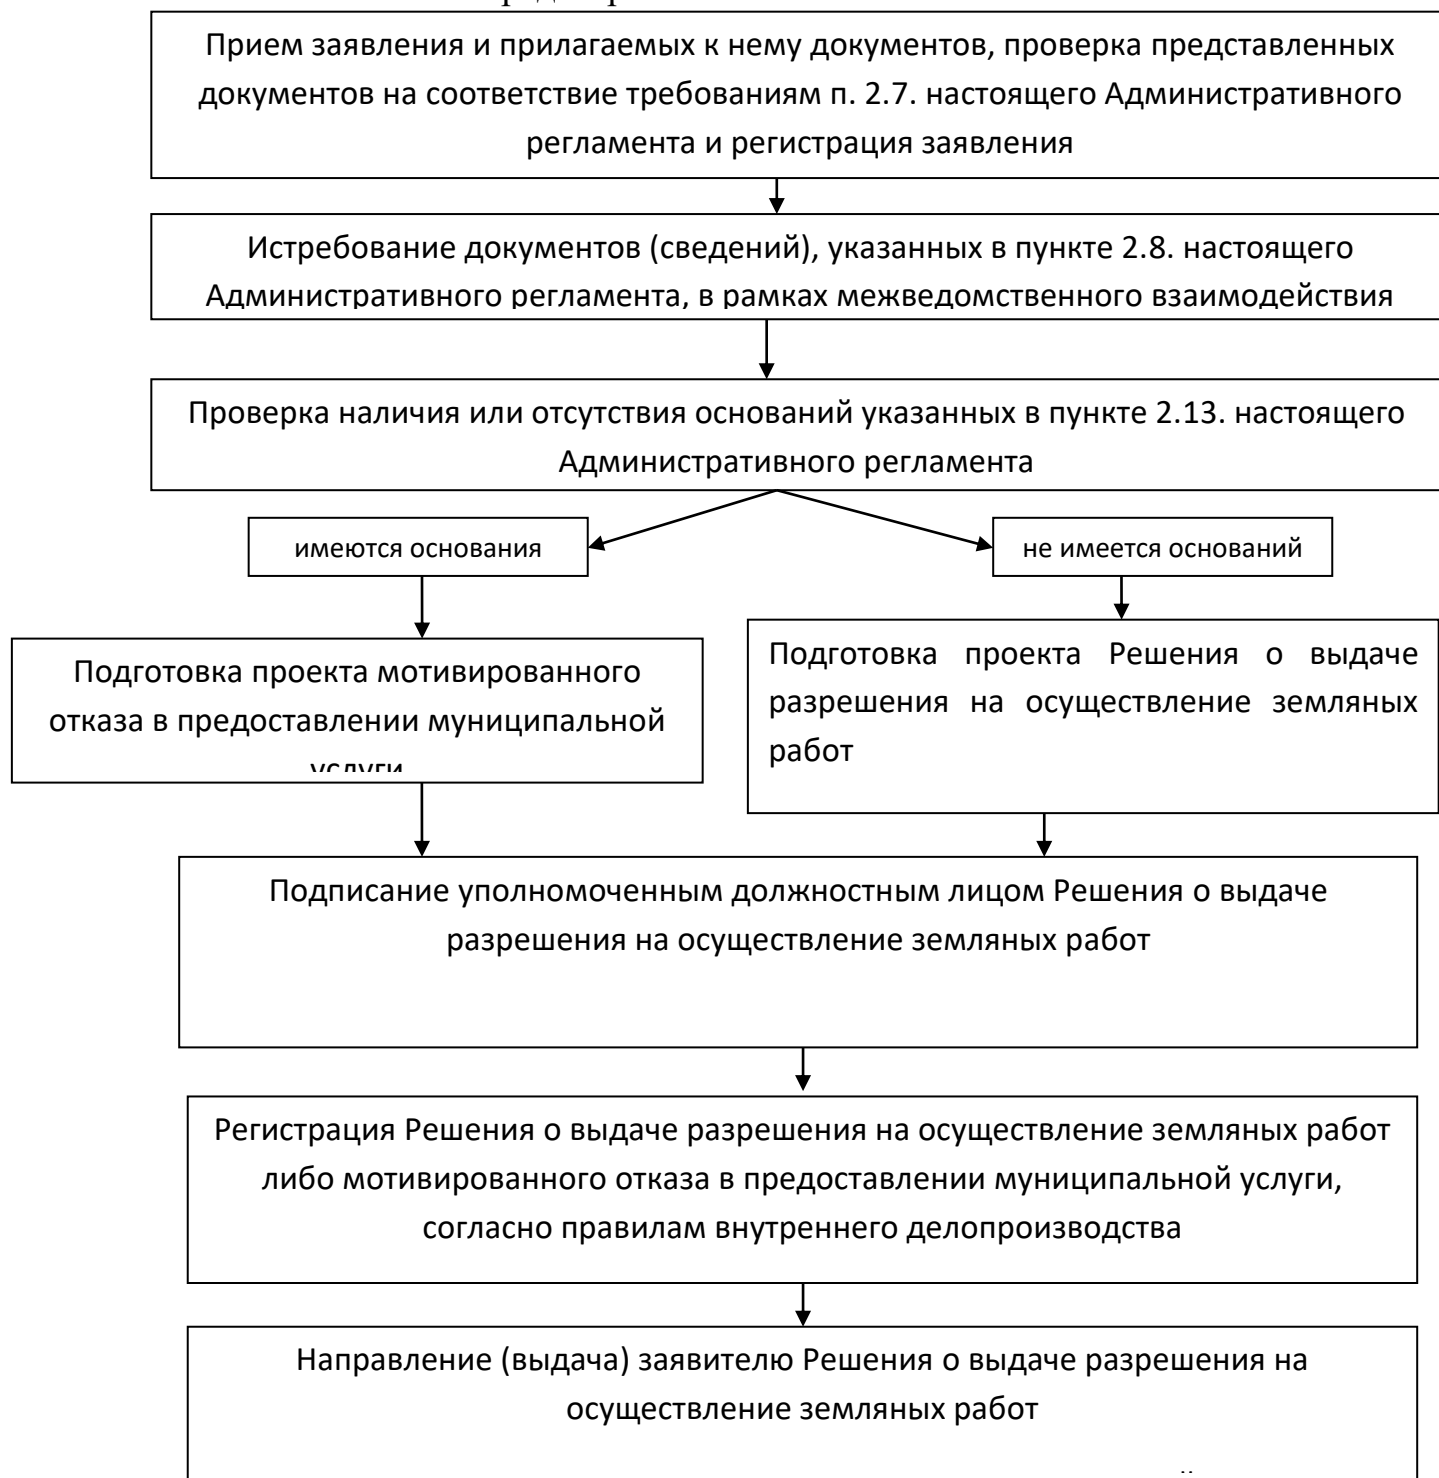 Прием заявления и прилагаемых к нему документов, проверка представленных
документов на соответствие требованиям п. 2.7. настоящего Административного
регламента и регистрация заявления
Истребование документов (сведений), указанных в пункте 2.8. настоящего
Административного регламента, в рамках межведомственного взаимодействия
Проверка наличия или отсутствия оснований указанных в пункте 2.13. настоящего
Административного регламента
имеются основания
не имеется оснований
Подготовка проекта мотивированного
отказа в предоставлении муниципальной
услуги
Подготовка проекта Решения о выдаче
разрешения на осуществление земляных
работ
Подписание уполномоченным должностным лицом Решения о выдаче
разрешения на осуществление земляных работ
Регистрация Решения о выдаче разрешения на осуществление земляных работ
либо мотивированного отказа в предоставлении муниципальной услуги,
согласно правилам внутреннего делопроизводства
Направление (выдача) заявителю Решения о выдаче разрешения на
осуществление земляных работ